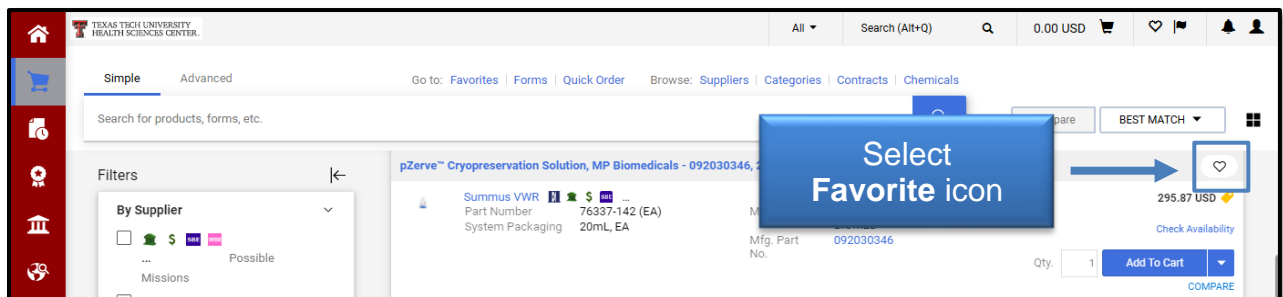 TEXAS TECH UNIVERSITY
HEALTH SCIENCES CENTER.
All
Search (Alt+Q)
0.00 USD
Simple
Advanced
Go to: Favorites | Forms | Quick Order
Browse: Suppliers | Categories | Contracts | Chemicals
Search for products, forms, etc.
BEST MATCH
Select
Favorite icon
Filters
pZerve™ Cryopreservation Solution, MP Biomedicals - 092030346, 2
By Supplier
Summus VWR $ SBE ...
295.87 USD
Part Number 76337-142 (EA)
System Packaging 20mL, EA
Check Availability
$ SBE
... Possible
Missions
Mfg. Part
No.
092030346
Qty. 1
Add To Cart
COMPARE